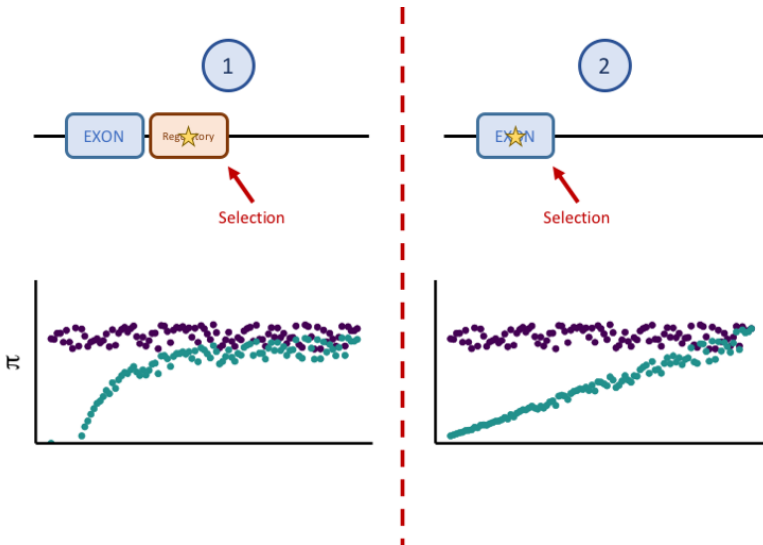 1
2
EXON
Regulatory
EXON
Selection
Selection
π